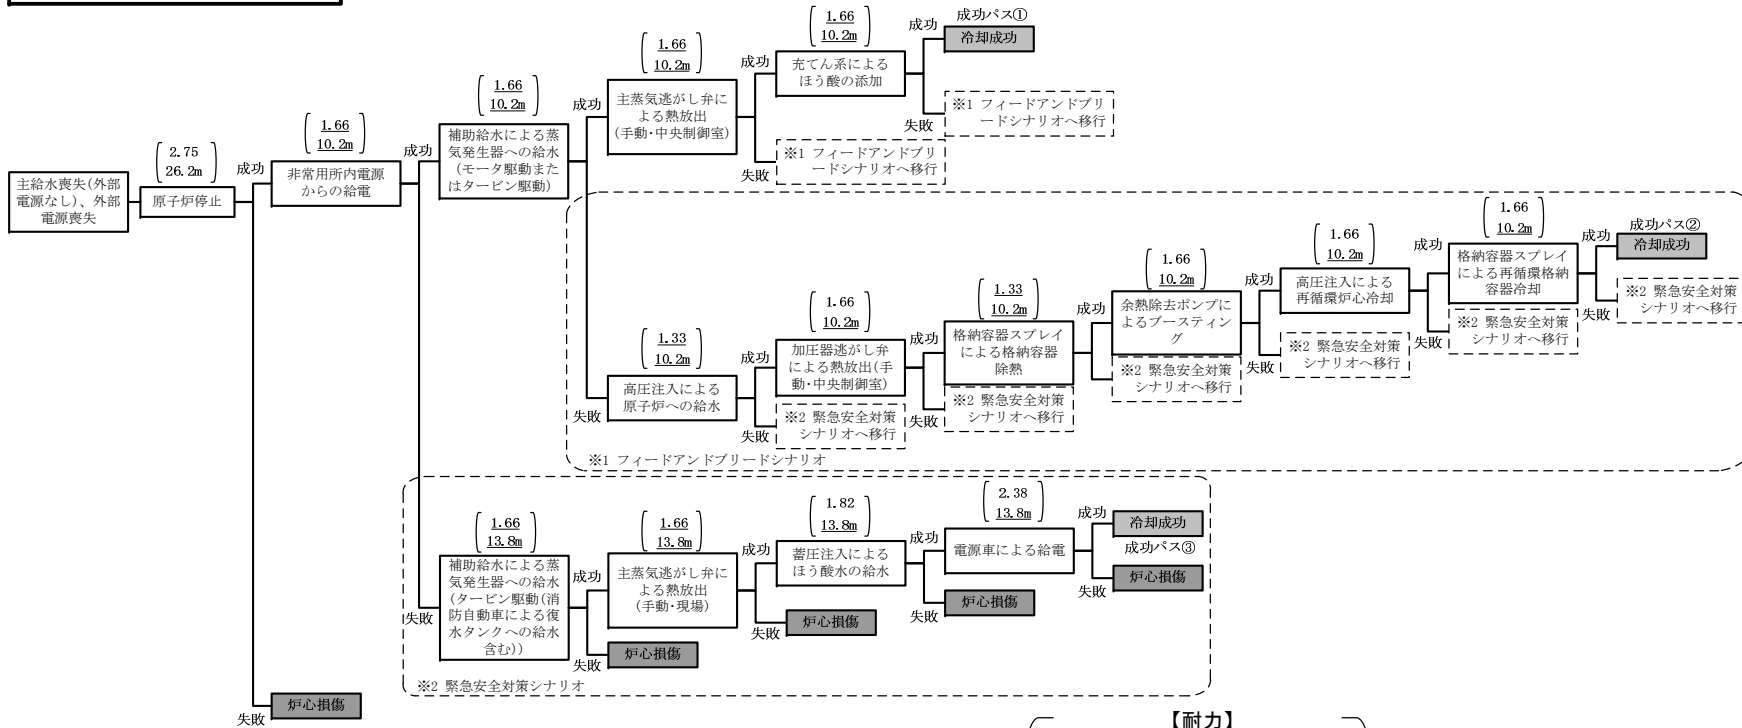 主給水喪失(外部
電源なし)、外部
電源喪失
2.75
26.2m
原子炉停止
成功
失敗
炉心損傷
1.66
10.2m
非常用所内電源
からの給電
成功
失敗
1.66
10.2m
補助給水による蒸
気発生器への給水
(モータ駆動また
はタービン駆動)
成功
失敗
1.66
10.2m
主蒸気逃がし弁に
よる熱放出
(手動・中央制御室)
成功
失敗
※1 フィードアンドブリ
ードシナリオへ移行
1.66
10.2m
充てん系による
ほう酸の添加
成功
成功パス①
冷却成功
失敗
※1 フィードアンドブリ
ードシナリオへ移行
1.33
10.2m
高圧注入による
原子炉への給水
成功
失敗
※2 緊急安全対策
シナリオへ移行
1.66
10.2m
加圧器逃がし弁
による熱放出(手
動・中央制御室)
成功
失敗
※2 緊急安全対策
シナリオへ移行
1.33
10.2m
格納容器スプレイ
による格納容器
除熱
成功
失敗
※2 緊急安全対策
シナリオへ移行
1.66
10.2m
余熱除去ポンプに
よるブースティン
グ
成功
失敗
※2 緊急安全対策
シナリオへ移行
1.66
10.2m
高圧注入による
再循環炉心冷却
成功
失敗
※2 緊急安全対策
シナリオへ移行
1.66
10.2m
格納容器スプレイ
による再循環格納
容器冷却
成功
成功パス②
冷却成功
失敗
※2 緊急安全対策
シナリオへ移行
※1 フィードアンドブリードシナリオ
1.66
13.8m
補助給水による蒸
気発生器への給水
(タービン駆動(消
防自動車による復
水タンクへの給水
含む))
成功
失敗
炉心損傷
1.66
13.8m
主蒸気逃がし弁に
よる熱放出
(手動・現場)
成功
失敗
炉心損傷
1.82
13.8m
蓄圧注入による
ほう酸水の給水
成功
失敗
炉心損傷
2.38
13.8m
電源車による給電
成功
冷却成功
成功パス③
失敗
炉心損傷
※2 緊急安全対策シナリオ
【耐力】